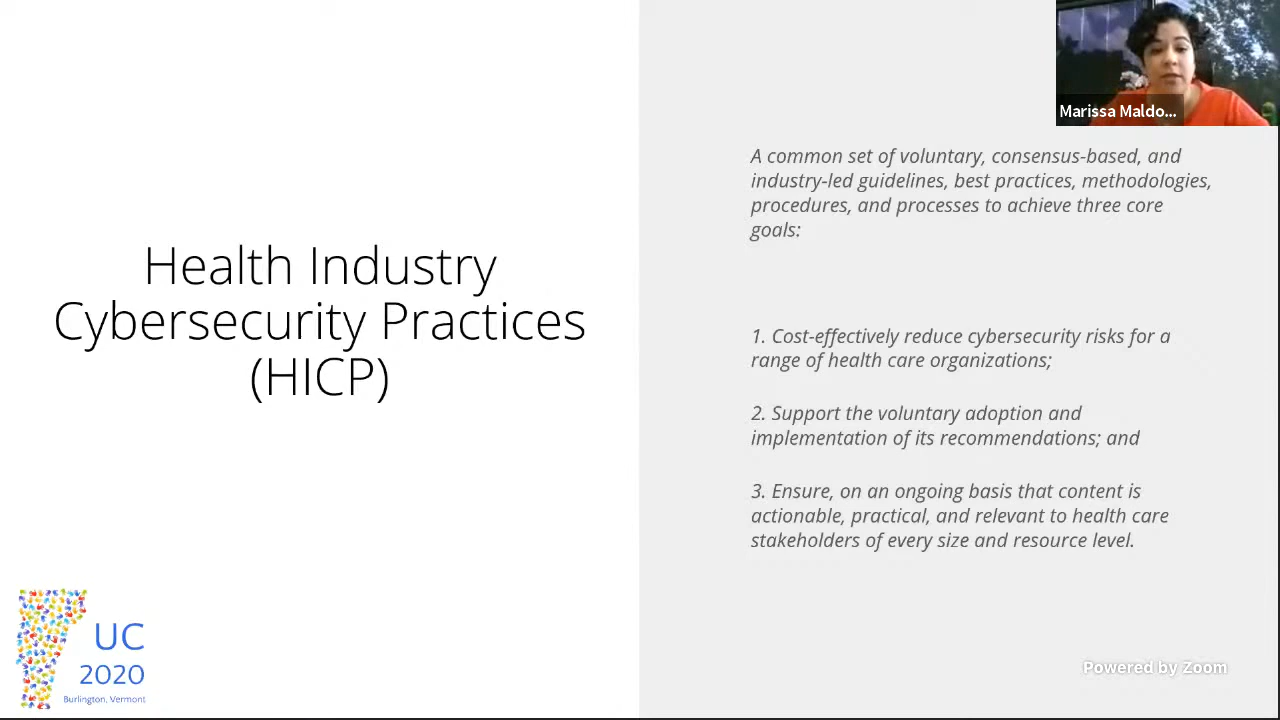 Marissa Maldo...
Health Industry
Cybersecurity Practices
(HICP)
A common set of voluntary, consensus-based, and
industry-led guidelines, best practices, methodologies,
procedures, and processes to achieve three core
goals:
1. Cost-effectively reduce cybersecurity risks for a
range of health care organizations;
2. Support the voluntary adoption and
implementation of its recommendations; and
3. Ensure, on an ongoing basis that content is
actionable, practical, and relevant to health care
stakeholders of every size and resource level.
UC
2020
Burlington, Vermont
Powered by Zoom